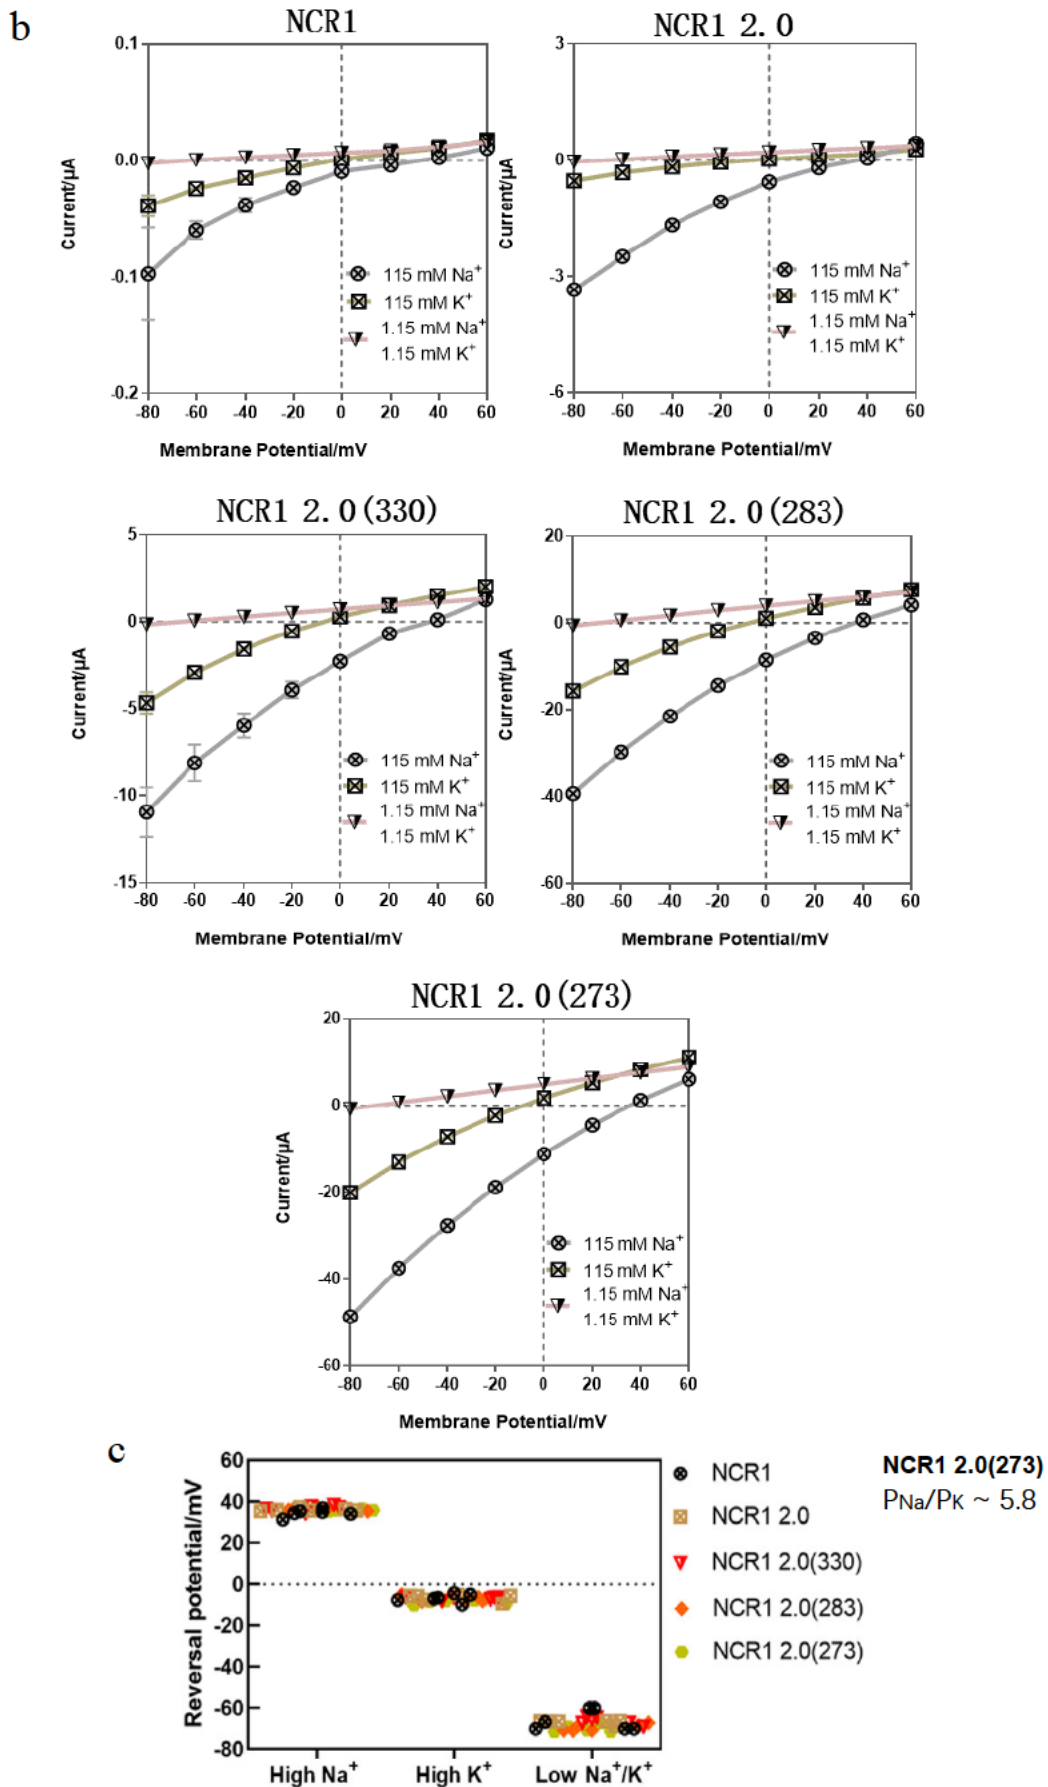 b
NCR1
0.1
0.0
-0.1
-0.2
Current/μA
115 mM Na+
115 mM K+
1.15 mM Na+
1.15 mM K+
-80 -60 -40 -20 0 20 40 60
Membrane Potential/mV
NCR1 2.0
3
0
-3
-6
Current/μA
115 mM Na+
115 mM K+
1.15 mM Na+
1.15 mM K+
-80 -60 -40 -20 0 20 40 60
Membrane Potential/mV
NCR1 2.0(330)
5
0
-5
-10
-15
Current/μA
115 mM Na+
115 mM K+
1.15 mM Na+
1.15 mM K+
-80 -60 -40 -20 0 20 40 60
Membrane Potential/mV
NCR1 2.0(283)
20
0
-20
-40
-60
Current/μA
115 mM Na+
115 mM K+
1.15 mM Na+
1.15 mM K+
-80 -60 -40 -20 0 20 40 60
Membrane Potential/mV
NCR1 2.0(273)
20
0
-20
-40
-60
Current/μA
115 mM Na+
115 mM K+
1.15 mM Na+
1.15 mM K+
-80 -60 -40 -20 0 20 40 60
Membrane Potential/mV
c
60
40
20
0
-20
-40
-60
-80
Reversal potential/mV
High Na+ High K+ Low Na+/K+
NCR1
NCR1 2.0
NCR1 2.0(330)
NCR1 2.0(283)
NCR1 2.0(273)
NCR1 2.0(273)
PNa/PK ~ 5.8